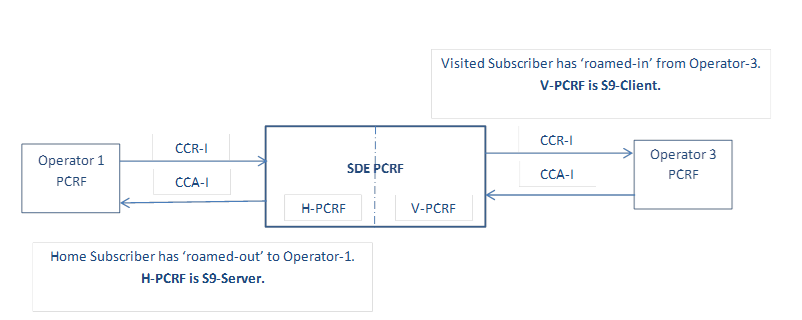 Visited Subscriber has ‘roamed-in’ from Operator-3.
V-PCRF is S9-Client.
Operator 1
PCRF
CCR-I
CCA-I
SDE PCRF
H-PCRF
V-PCRF
CCR-I
CCA-I
Operator 3
PCRF
Home Subscriber has ‘roamed-out’ to Operator-1.
H-PCRF is S9-Server.